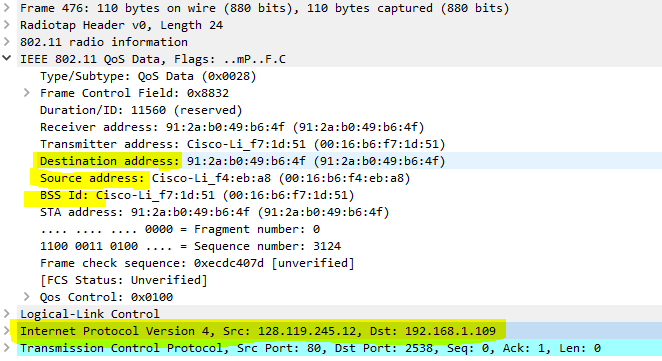 Frame 476: 110 bytes on wire (880 bits), 110 bytes captured (880 bits)
Radiotap Header v0, Length 24
802.11 radio information
IEEE 802.11 QoS Data, Flags: ..mP..F.C
Type/Subtype: QoS Data (0x0028)
Frame Control Field: 0x8832
Duration/ID: 11560 (reserved)
Receiver address: 91:2a:b0:49:b6:4f (91:2a:b0:49:b6:4f)
Transmitter address: Cisco-Li_f7:1d:51 (00:16:b6:f7:1d:51)
Destination address: 91:2a:b0:49:b6:4f (91:2a:b0:49:b6:4f)
Source address: Cisco-Li_f4:eb:a8 (00:16:b6:f4:eb:a8)
BSS Id: Cisco-Li_f7:1d:51 (00:16:b6:f7:1d:51)
STA address: 91:2a:b0:49:b6:4f (91:2a:b0:49:b6:4f)
.... .... .... 0000 = Fragment number: 0
1100 0011 0100 .... = Sequence number: 3124
Frame check sequence: 0xecdc407d [unverified]
[FCS Status: Unverified]
Qos Control: 0x0100
Logical-Link Control
Internet Protocol Version 4, Src: 128.119.245.12, Dst: 192.168.1.109
Transmission Control Protocol, Src Port: 80, Dst Port: 2538, Seq: 0, Ack: 1, Len: 0